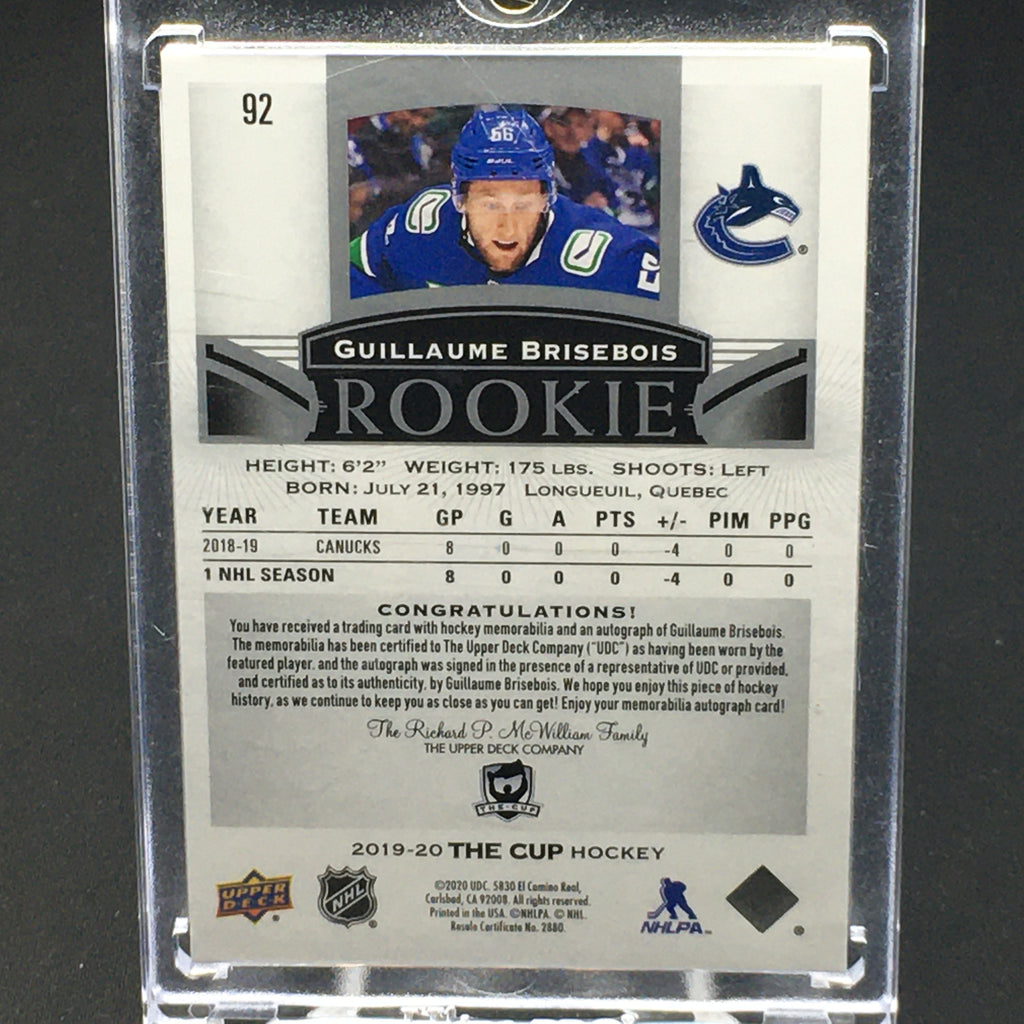 92
66
BAUER
GUILLAUME BRISEBOIS
ROOKIE
HEIGHT: 6'2" WEIGHT: 175 LBS. SHOOTS: LEFT
BORN: JULY 21, 1997 LONGUEUIL, QUEBEC
YEAR TEAM GP G A PTS +/- PIM PPG
2018-19 CANUCKS 8 0 0 0 -4 0 0
1 NHL SEASON 8 0 0 0 -4 0 0
CONGRATULATIONS!
You have received a trading card with hockey memorabilia and an autograph of Guillaume Brisebois.
The memorabilia has been certified to The Upper Deck Company ("UDC") as having been worn by the
featured player, and the autograph was signed in the presence of a representative of UDC or provided,
and certified as to its authenticity, by Guillaume Brisebois. We hope you enjoy this piece of hockey
history, as we continue to keep you as close as you can get! Enjoy your memorabilia autograph card!
The Richard P. McWilliam Family
THE UPPER DECK COMPANY
THE-CUP
2019-20 THE CUP HOCKEY
UPPER
DECK
NHL
©2020 UDC. 5830 El Camino Real,
Carlsbad, CA 92008. All rights reserved.
Printed in the USA. ©NHLPA. © NHL.
Resale Certificate No. 2880.
NHLPA